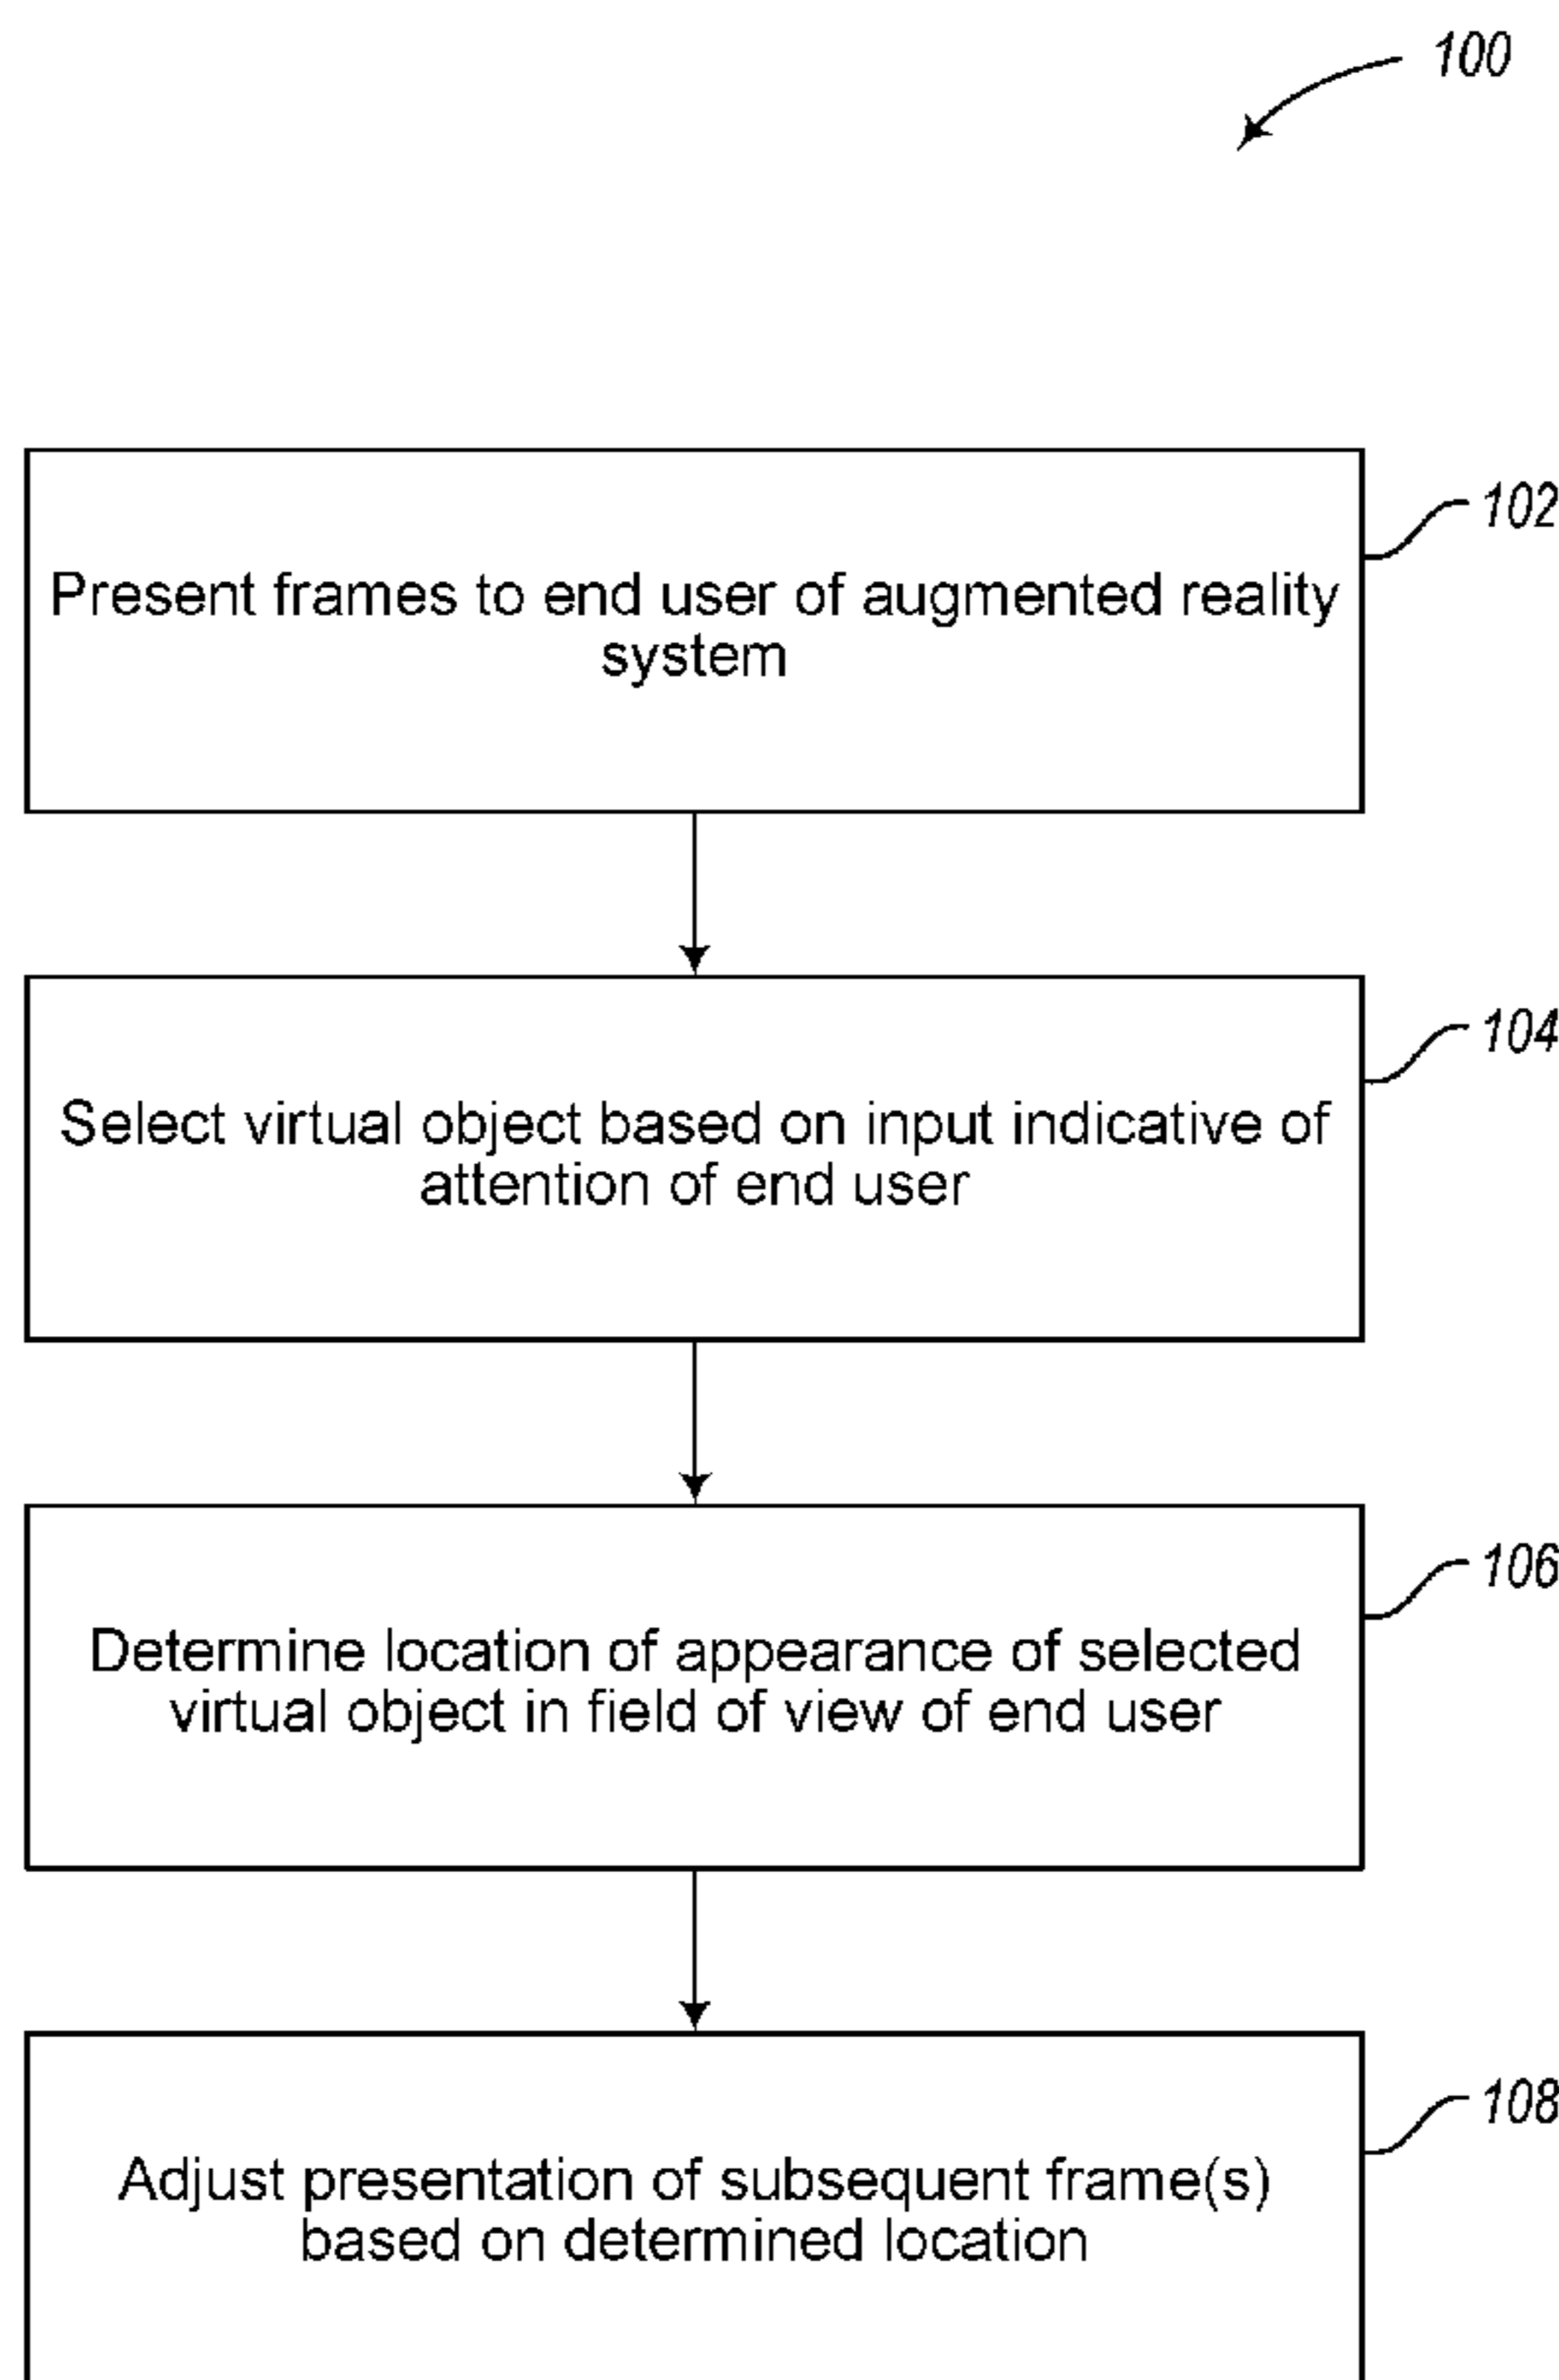 100
102
Present frames to end user of augmented reality
system
104
Select virtual object based on input indicative of
attention of end user
106
Determine location of appearance of selected
virtual object in field of view of end user
108
Adjust presentation of subsequent frame(s)
based on determined location